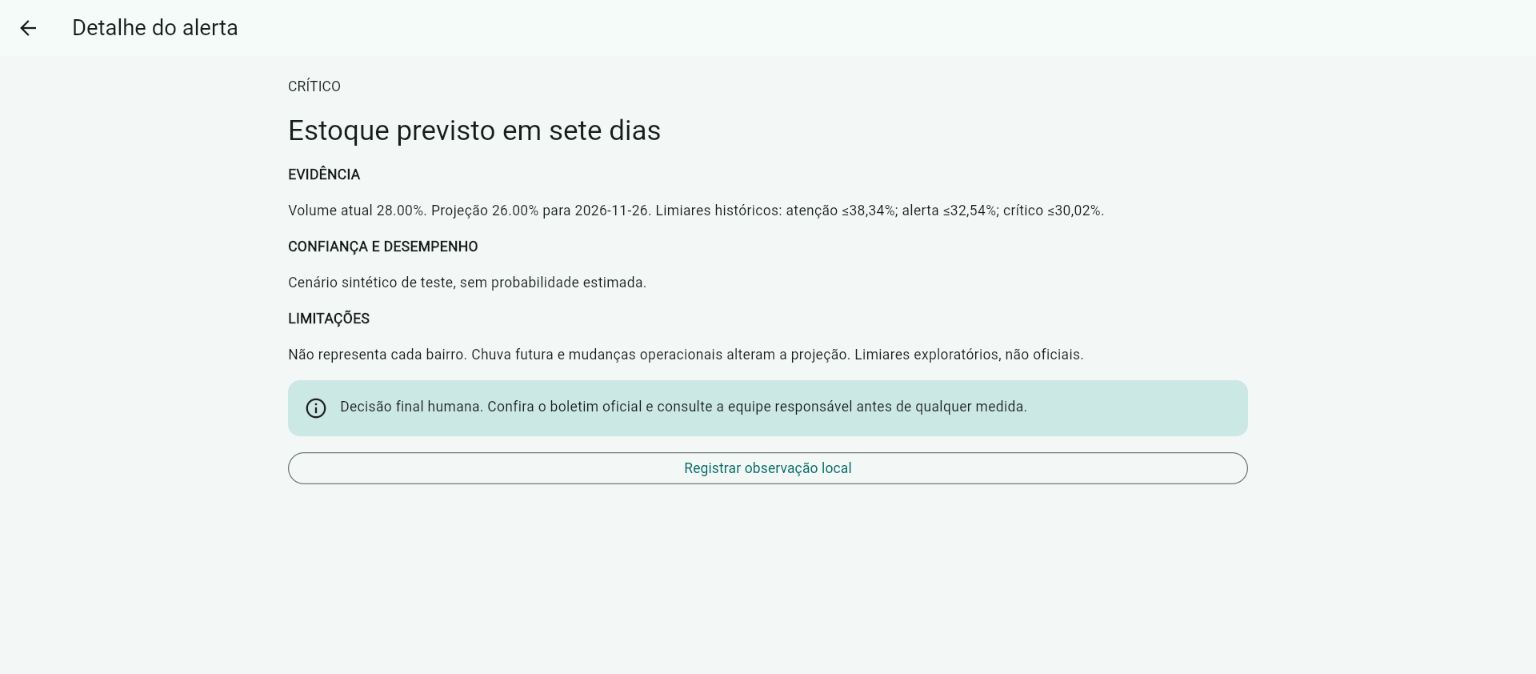 Detalhe do alerta
CRÍTICO
Estoque previsto em sete dias
EVIDÊNCIA
Volume atual 28.00%. Projeção 26.00% para 2026-11-26. Limiares históricos: atenção ≤38,34%; alerta ≤32,54%; crítico ≤30,02%.
CONFIANÇA E DESEMPENHO
Cenário sintético de teste, sem probabilidade estimada.
LIMITAÇÕES
Não representa cada bairro. Chuva futura e mudanças operacionais alteram a projeção. Limiares exploratórios, não oficiais.
Decisão final humana. Confira o boletim oficial e consulte a equipe responsável antes de qualquer medida.
Registrar observação local